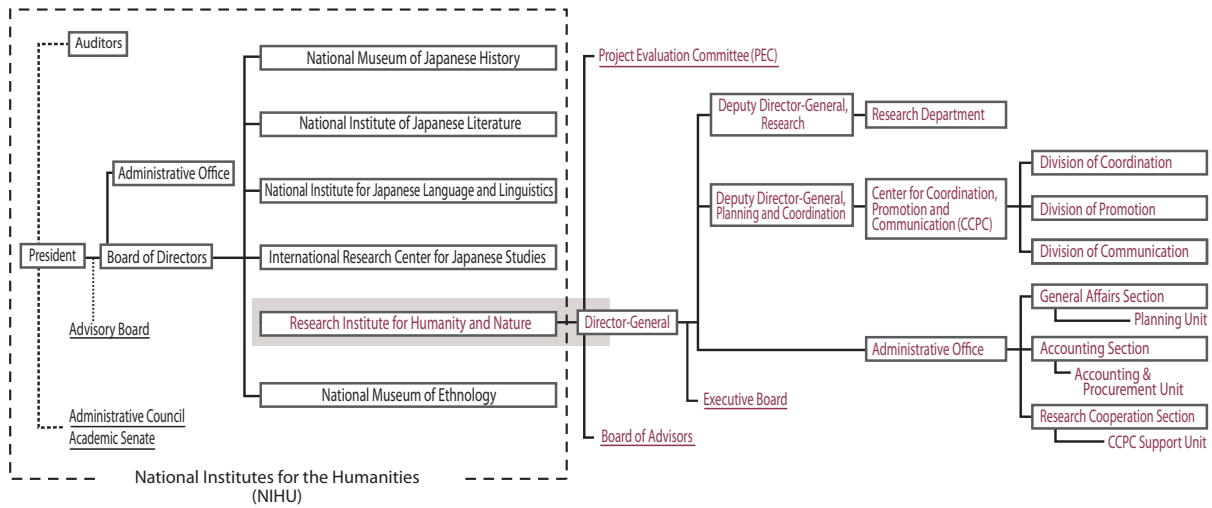 Auditors
President
Administrative Office
Board of Directors
Advisory Board
Administrative Council
Academic Senate
National Museum of Japanese History
National Institute of Japanese Literature
National Institute for Japanese Language and Linguistics
International Research Center for Japanese Studies
Research Institute for Humanity and Nature
National Museum of Ethnology
National Institutes for the Humanities
(NIHU)
Project Evaluation Committee (PEC)
Director-General
Board of Advisors
Executive Board
Deputy Director-General,
Research
Research Department
Deputy Director-General,
Planning and Coordination
Center for Coordination,
Promotion and
Communication (CCPC)
Division of Coordination
Division of Promotion
Division of Communication
Administrative Office
General Affairs Section
Planning Unit
Accounting Section
Accounting &
Procurement Unit
Research Cooperation Section
CCPC Support Unit